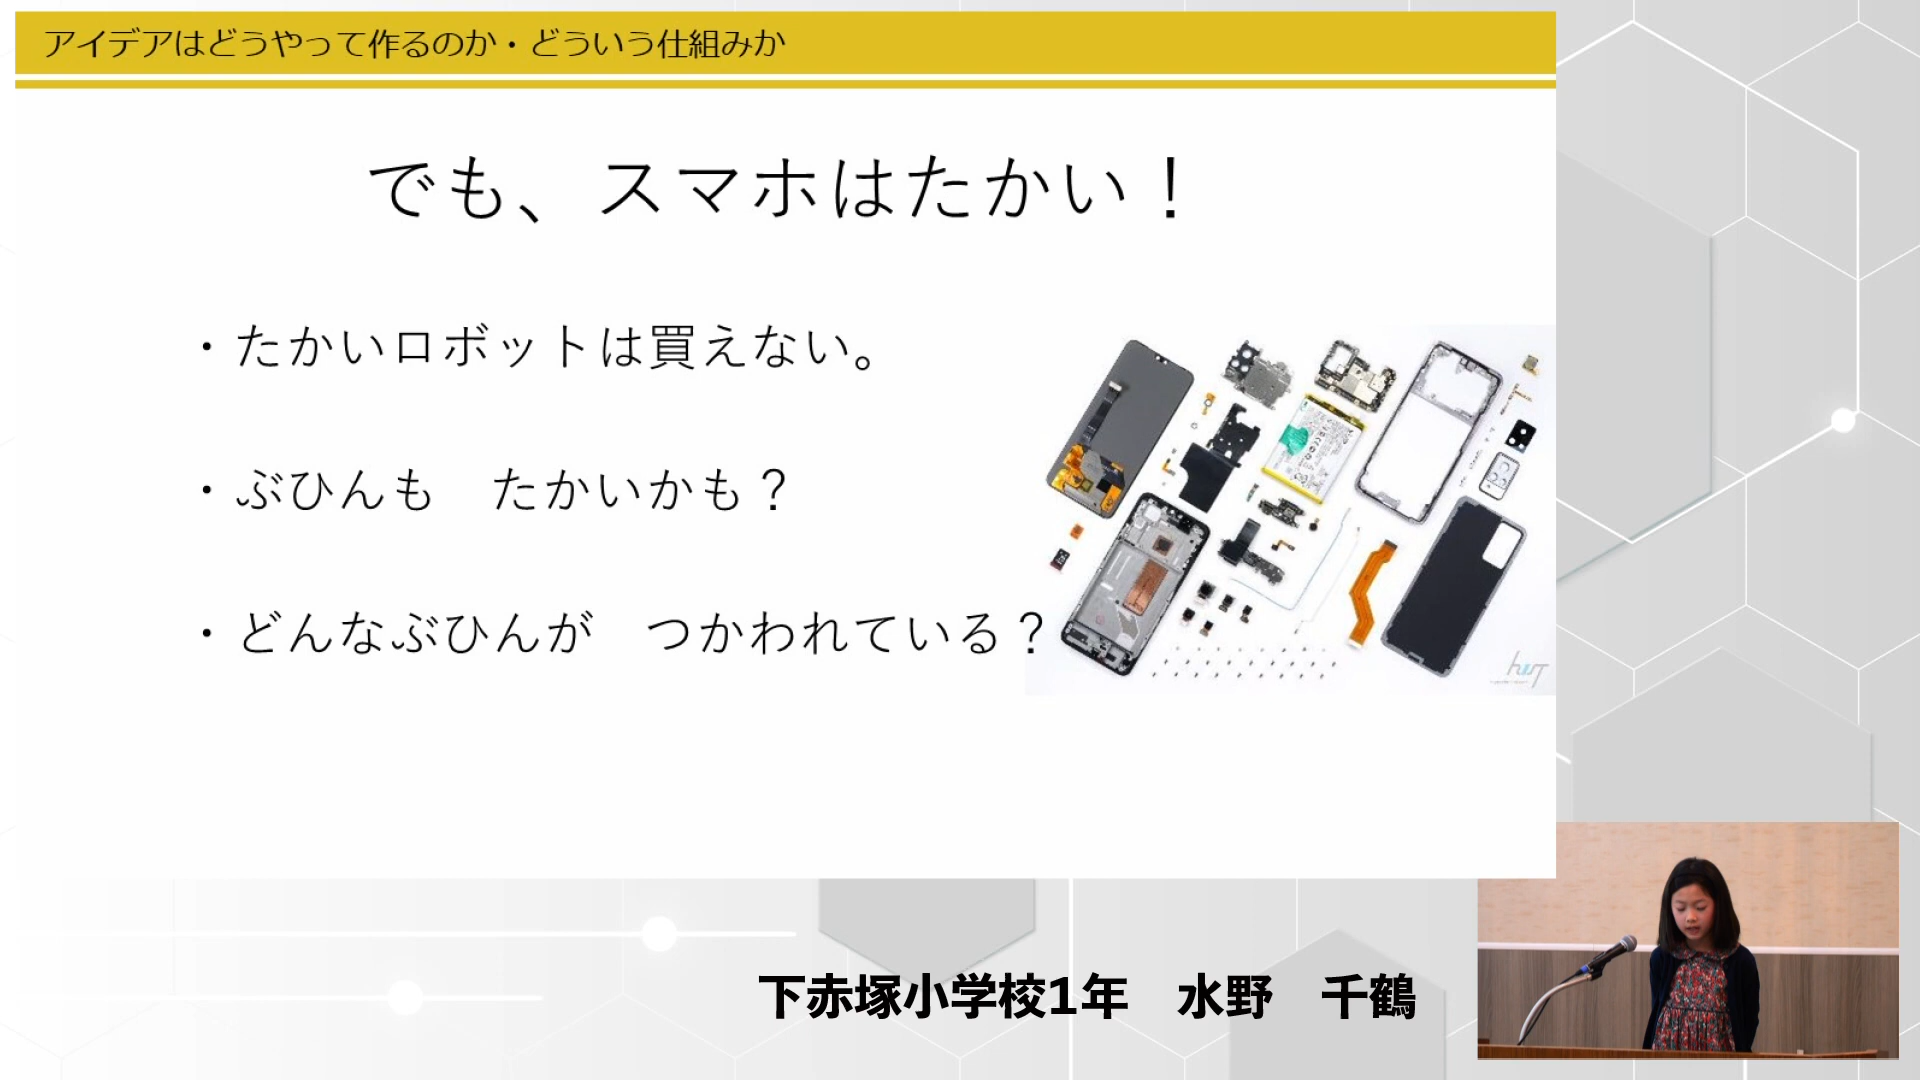 アイデアはどうやって作るのか・どういう仕組みか
でも、スマホはたかい！
・たかいロボットは買えない。
・ぶひんも　たかいかも？
・どんなぶひんが　つかわれている？
下赤塚小学校1年　水野　千鶴